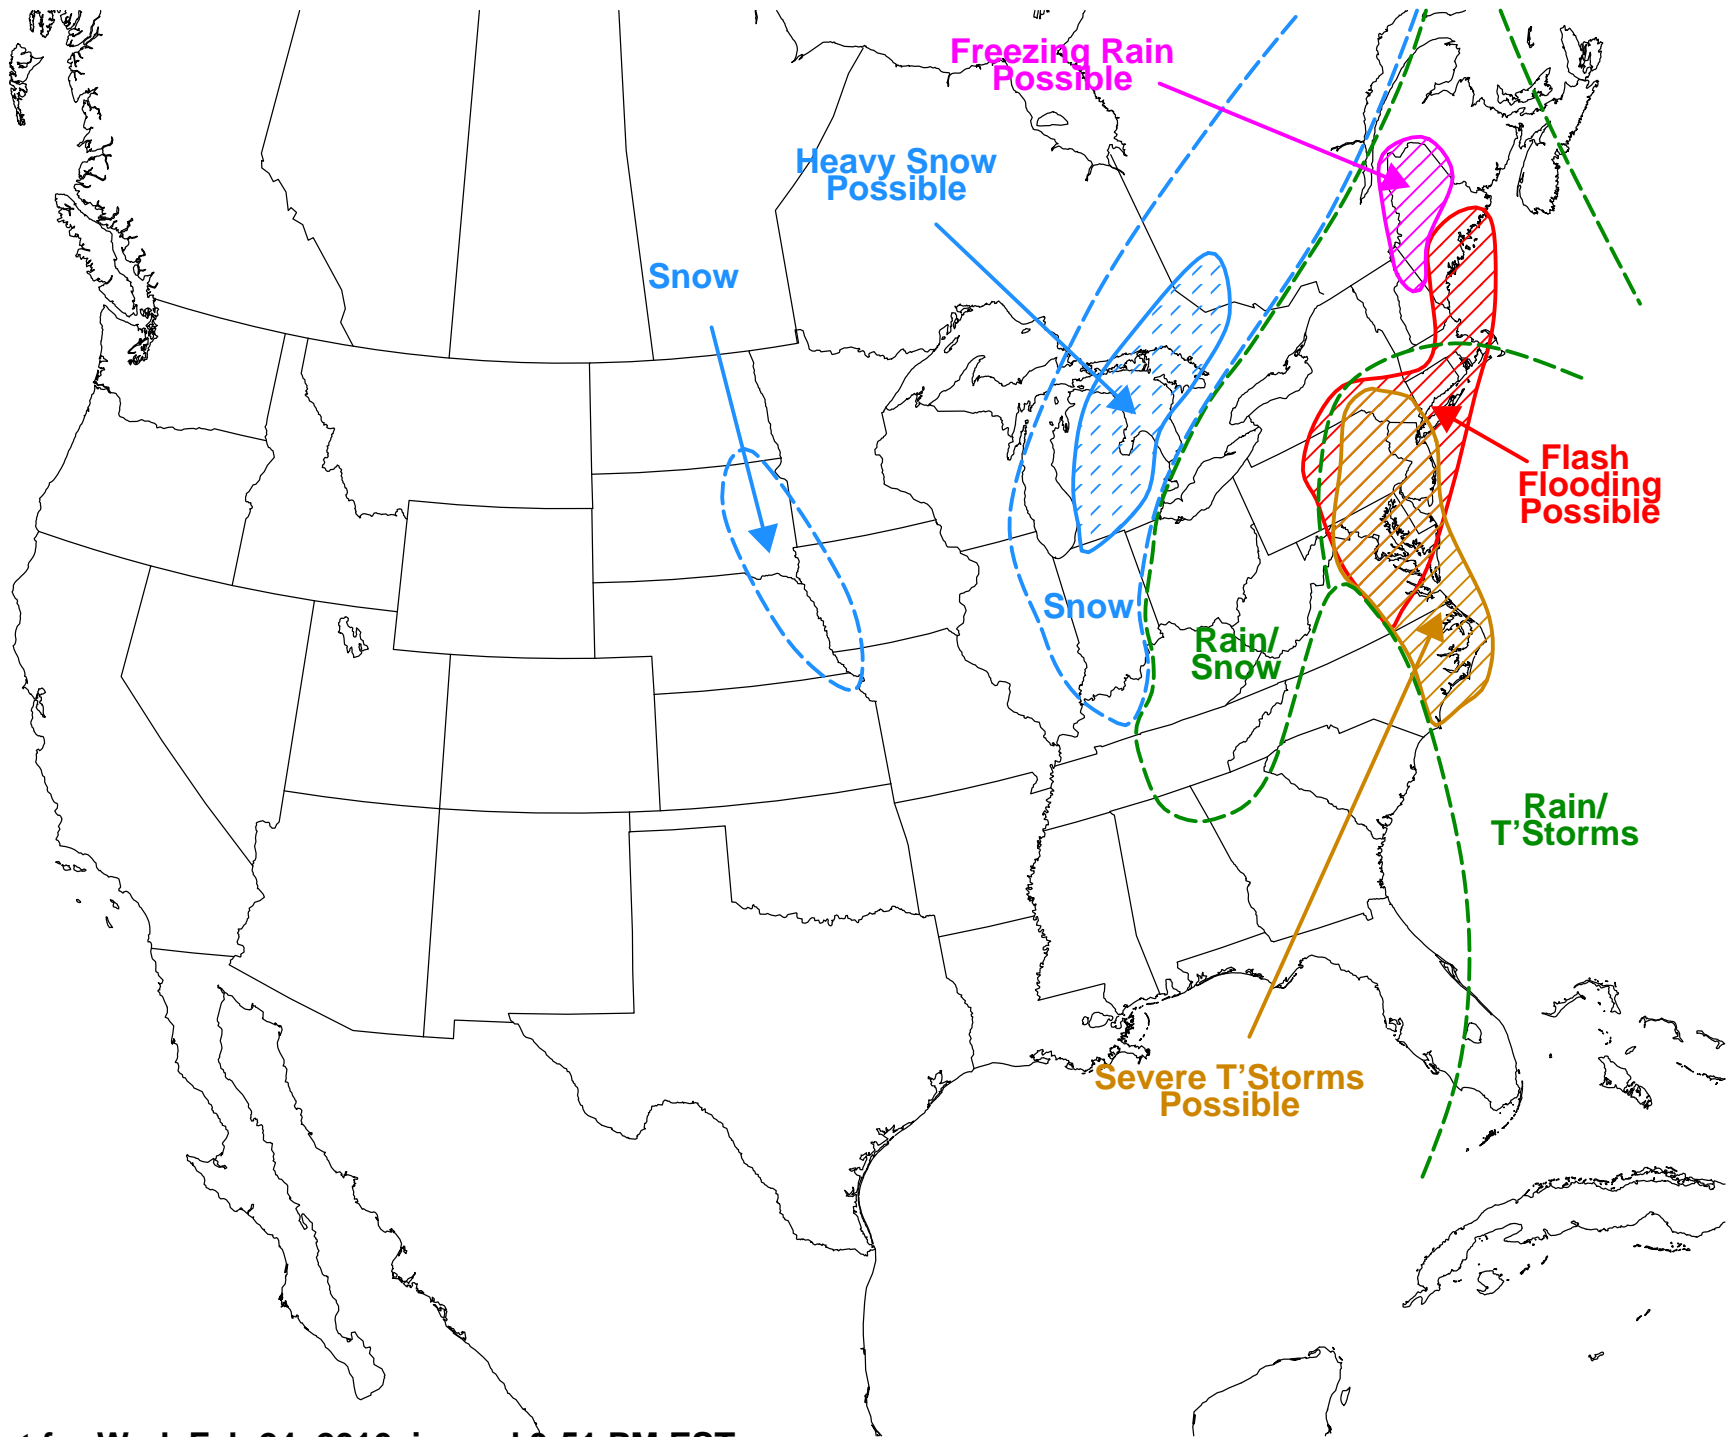 Freezing Rain
Possible
Heavy Snow
Possible
Snow
Flash
Flooding
Possible
Snow
Rain/
Snow
Rain/
T'Storms
Severe T'Storms
Possible